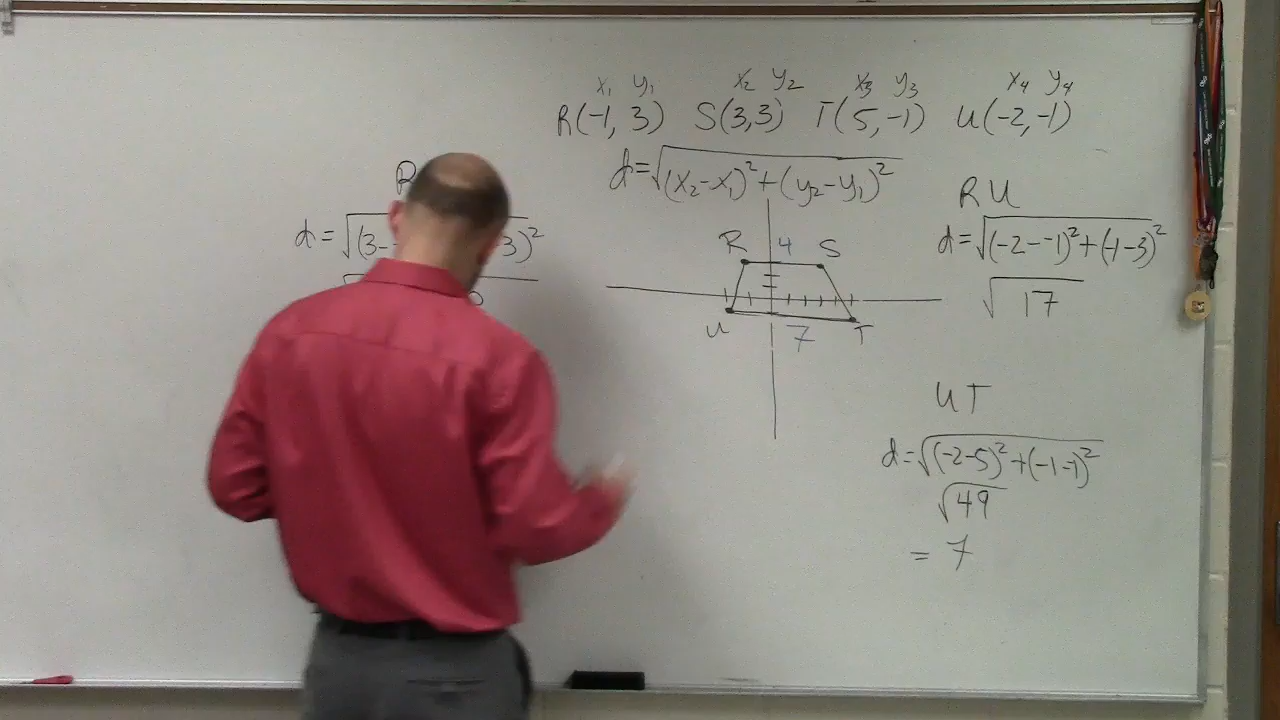 x₁ y₁ x₂ y₂ x₃ y₃ x₄ y₄
R(-1, 3) S(3,3) T(5,-1) U(-2,-1)
d=√(x₂-x₁)²+(y₂-y₁)²
R
d=√(3- 3)²
R 4 S
U 7 T
RU
d=√(-2--1)²+(-1-3)²
√17
UT
d=√(-2-5)²+(-1--1)²
√49
= 7